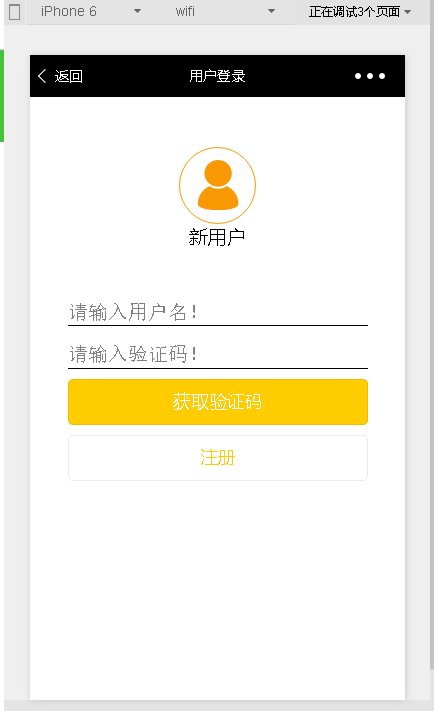 iPhone 6 wifi 正在调试3个页面
返回 用户登录
新用户
请输入用户名!
请输入验证码!
获取验证码
注册